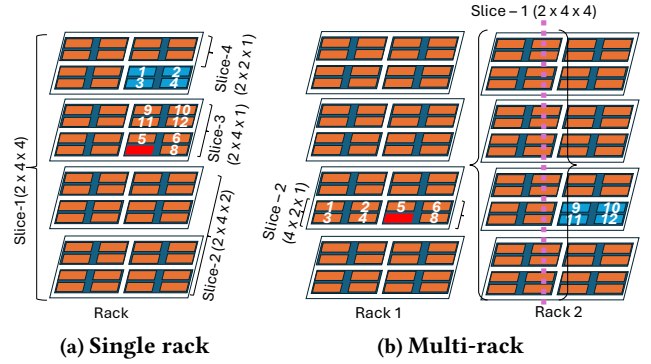 Slice-4
(2 x 2 x 1)
1 2
3 4
Slice-3
(2 x 4 x 1)
9 10
11 12
5 6
8
Slice-1(2 x 4 x 4)
Slice-2 (2 x 4 x 2)
Rack
(a) Single rack
Slice – 1 (2 x 4 x 4)
Slice – 2
(4 x 2 x 1)
1 2 5 6
3 4 8
9 10
11 12
Rack 1
Rack 2
(b) Multi-rack